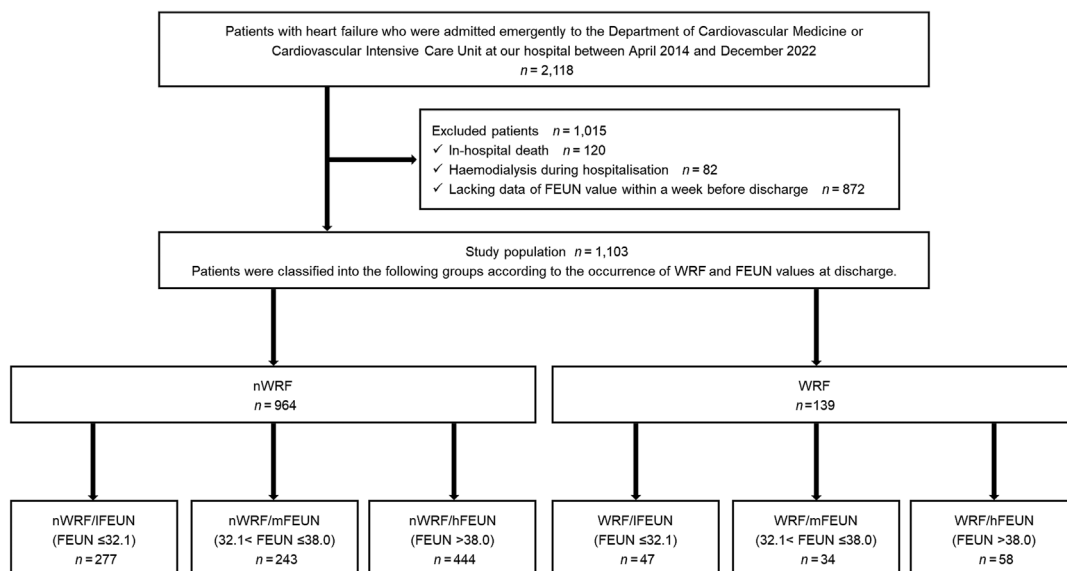 Patients with heart failure who were admitted emergently to the Department of Cardiovascular Medicine or
Cardiovascular Intensive Care Unit at our hospital between April 2014 and December 2022
n = 2,118
Excluded patients n = 1,015
✓ In-hospital death n = 120
✓ Haemodialysis during hospitalisation n = 82
✓ Lacking data of FEUN value within a week before discharge n = 872
Study population n = 1,103
Patients were classified into the following groups according to the occurrence of WRF and FEUN values at discharge.
nWRF
n = 964
WRF
n =139
nWRF/lFEUN
(FEUN ≤32.1)
n = 277
nWRF/mFEUN
(32.1< FEUN ≤38.0)
n = 243
nWRF/hFEUN
(FEUN >38.0)
n = 444
WRF/lFEUN
(FEUN ≤32.1)
n = 47
WRF/mFEUN
(32.1< FEUN ≤38.0)
n = 34
WRF/hFEUN
(FEUN >38.0)
n = 58